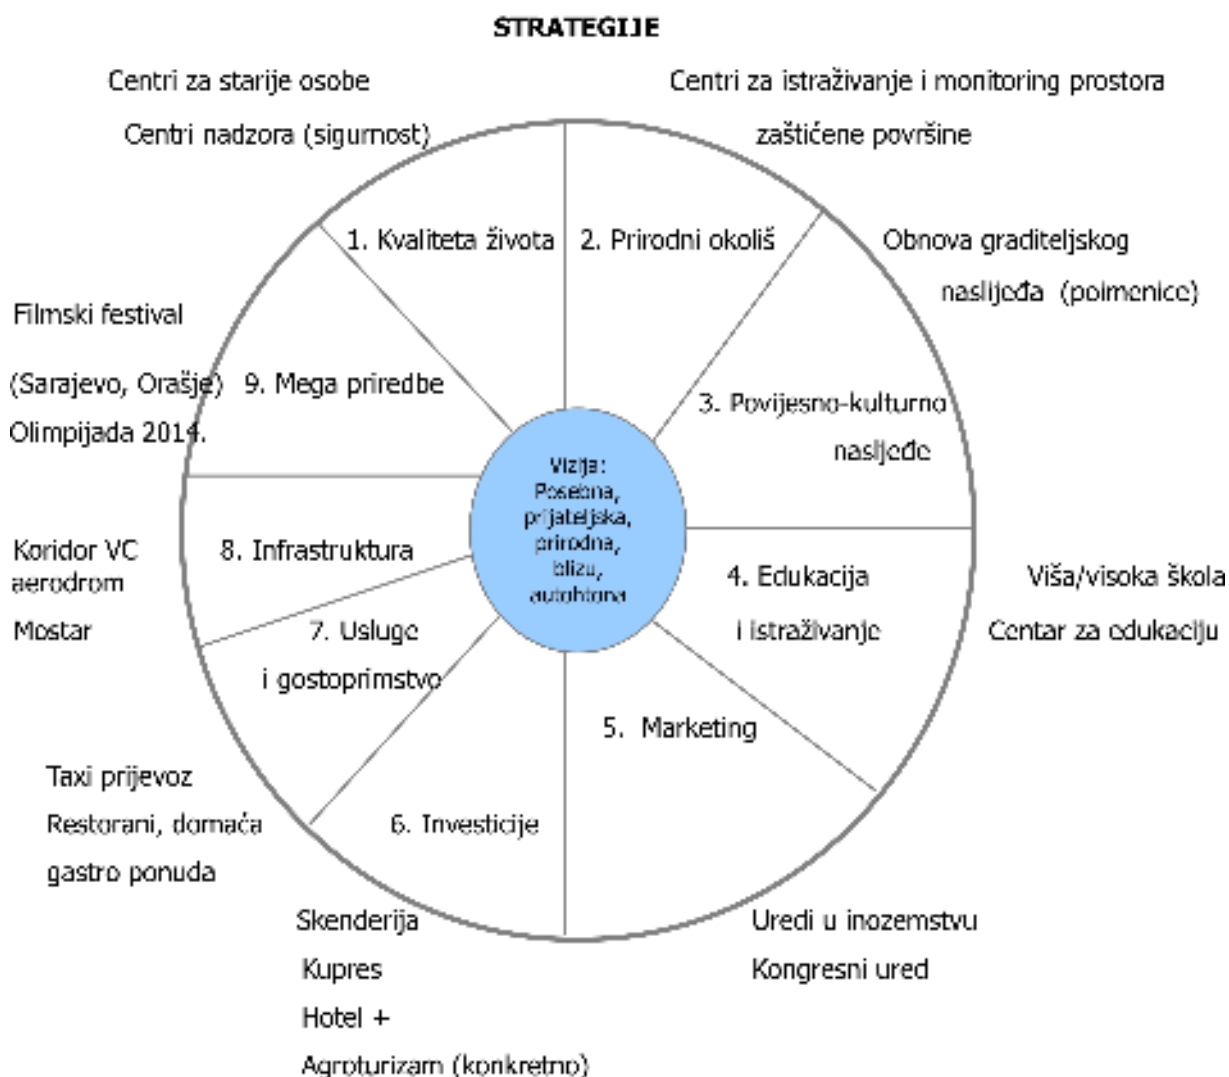 STRATEGIJE
Centri za starije osobe
Centri nadzora (sigurnost)
Centri za istraživanje i monitoring prostora
zaštićene površine
1. Kvaliteta života
2. Prirodni okoliš
Obnova graditeljskog
naslijeđa (poimenice)
Filmski festival
(Sarajevo, Orašje)
Olimpijada 2014.
9. Mega priredbe
3. Povijesno-kulturno
naslijeđe
Vizija:
Posebna,
prijateljska,
prirodna,
blizu,
autohtona
Koridor VC
aerodrom
Mostar
8. Infrastruktura
4. Edukacija
i istraživanje
Viša/visoka škola
Centar za edukaciju
7. Usluge
i gostoprimstvo
5. Marketing
Taxi prijevoz
Restorani, domaća
gastro ponuda
6. Investicije
Skenderija
Kupres
Hotel +
Agroturizam (konkretno)
Uredi u inozemstvu
Kongresni ured